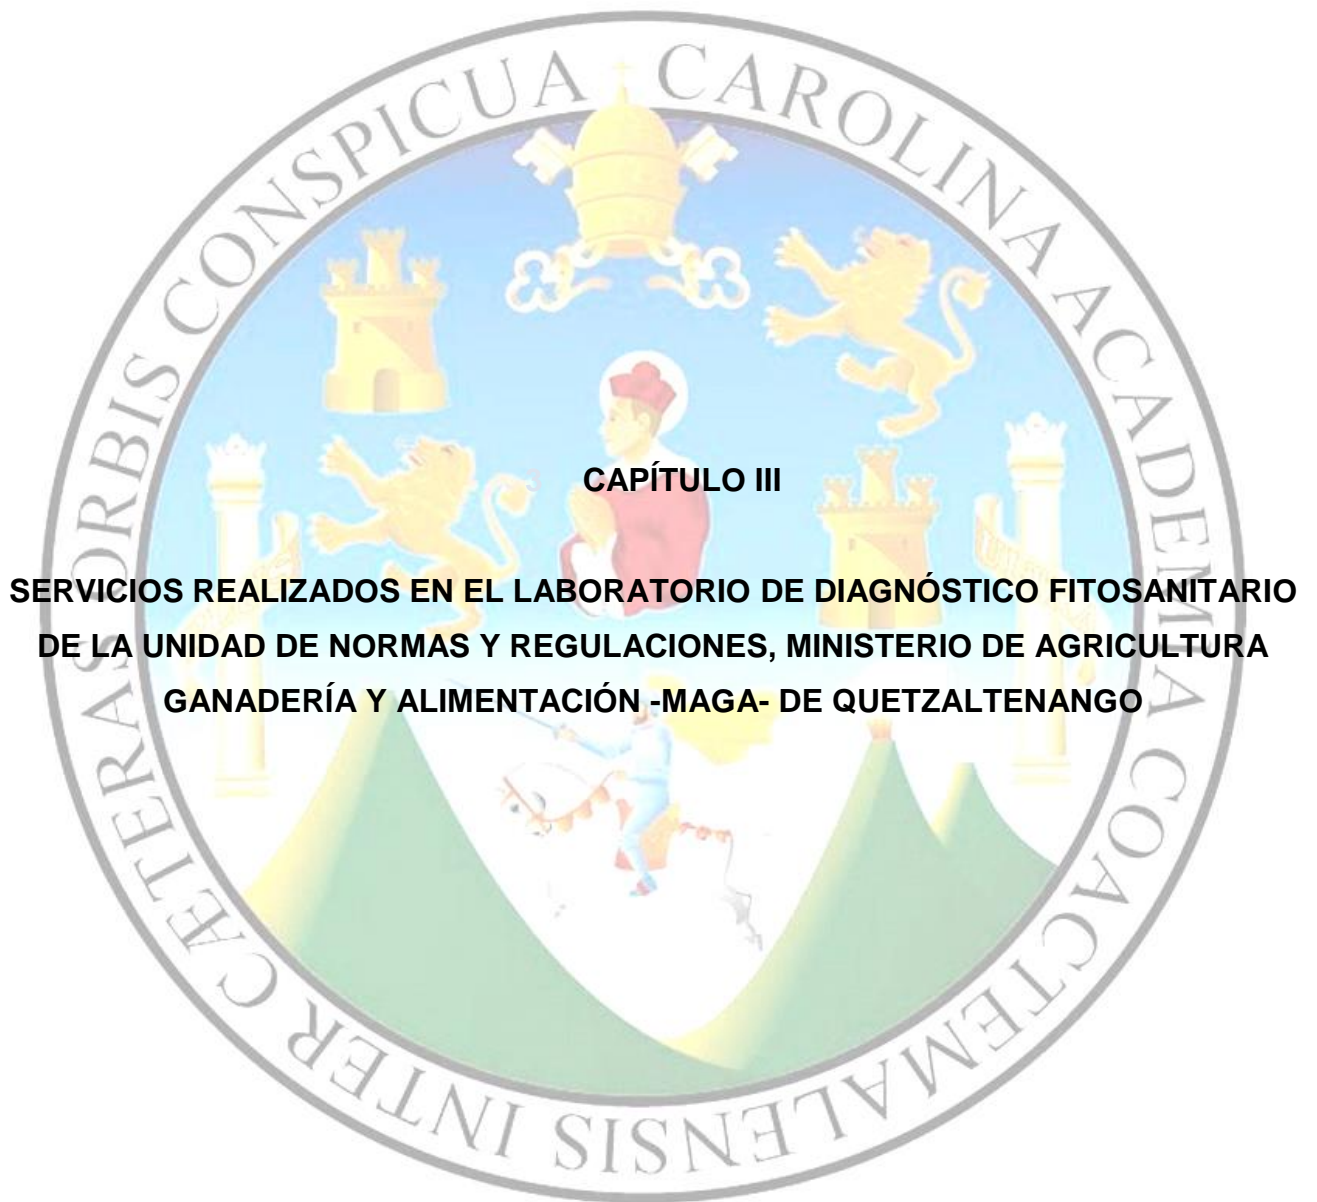 CAROLINA ACADEMIA COACTEMALENSIS INTER CÆTERAS ORBIS CONSPICUA
CAPÍTULO III
SERVICIOS REALIZADOS EN EL LABORATORIO DE DIAGNÓSTICO FITOSANITARIO
DE LA UNIDAD DE NORMAS Y REGULACIONES, MINISTERIO DE AGRICULTURA
GANADERÍA Y ALIMENTACIÓN -MAGA- DE QUETZALTENANGO